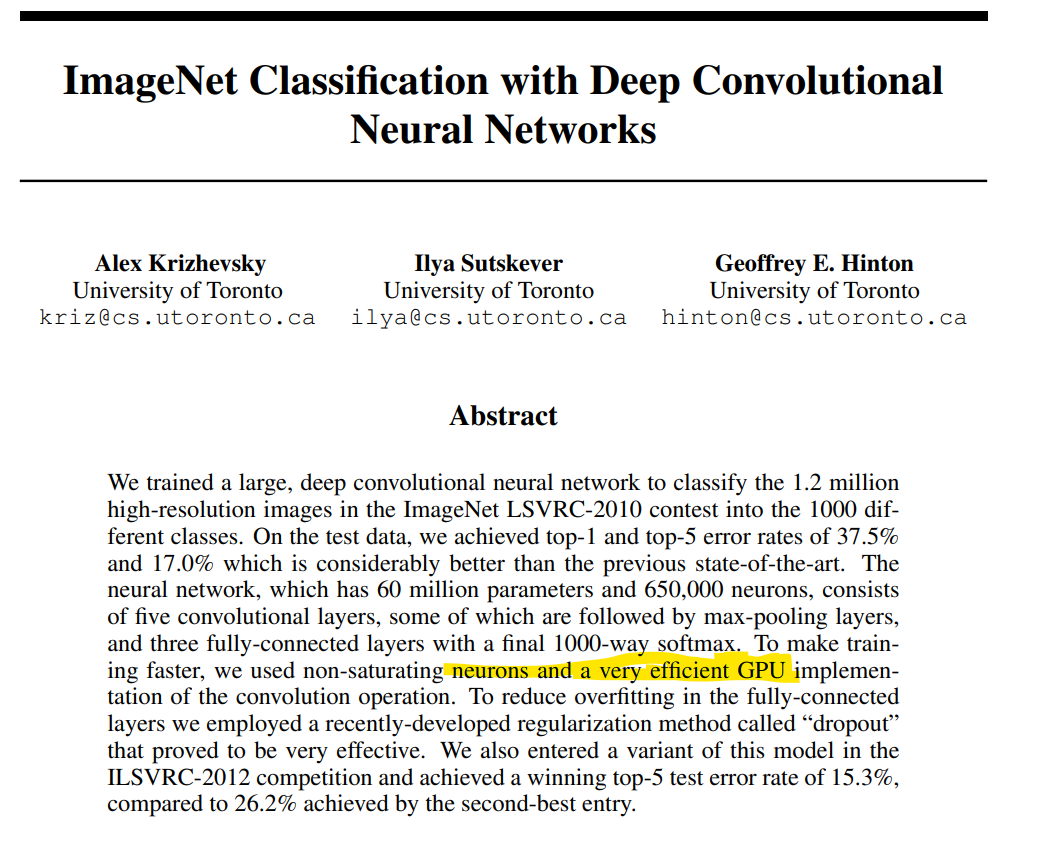 ImageNet Classification with Deep Convolutional
Neural Networks
Alex Krizhevsky
University of Toronto
kriz@cs.utoronto.ca
Ilya Sutskever
University of Toronto
ilya@cs.utoronto.ca
Geoffrey E. Hinton
University of Toronto
hinton@cs.utoronto.ca
Abstract
We trained a large, deep convolutional neural network to classify the 1.2 million
high-resolution images in the ImageNet LSVRC-2010 contest into the 1000 dif-
ferent classes. On the test data, we achieved top-1 and top-5 error rates of 37.5%
and 17.0% which is considerably better than the previous state-of-the-art. The
neural network, which has 60 million parameters and 650,000 neurons, consists
of five convolutional layers, some of which are followed by max-pooling layers,
and three fully-connected layers with a final 1000-way softmax. To make train-
ing faster, we used non-saturating neurons and a very efficient GPU implemen-
tation of the convolution operation. To reduce overfitting in the fully-connected
layers we employed a recently-developed regularization method called “dropout”
that proved to be very effective. We also entered a variant of this model in the
ILSVRC-2012 competition and achieved a winning top-5 test error rate of 15.3%,
compared to 26.2% achieved by the second-best entry.